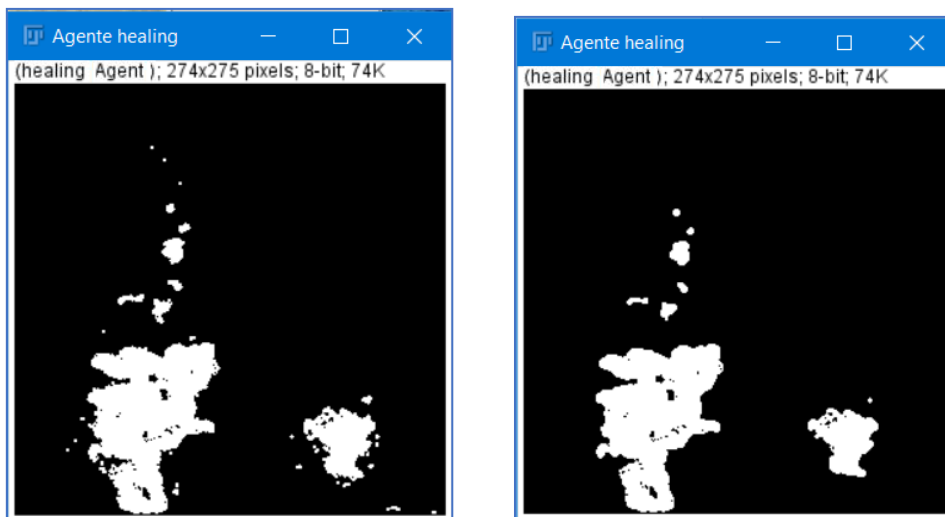 Agente healing
(healing Agent ); 274x275 pixels; 8-bit; 74K
Agente healing
(healing Agent ); 274x275 pixels; 8-bit; 74K